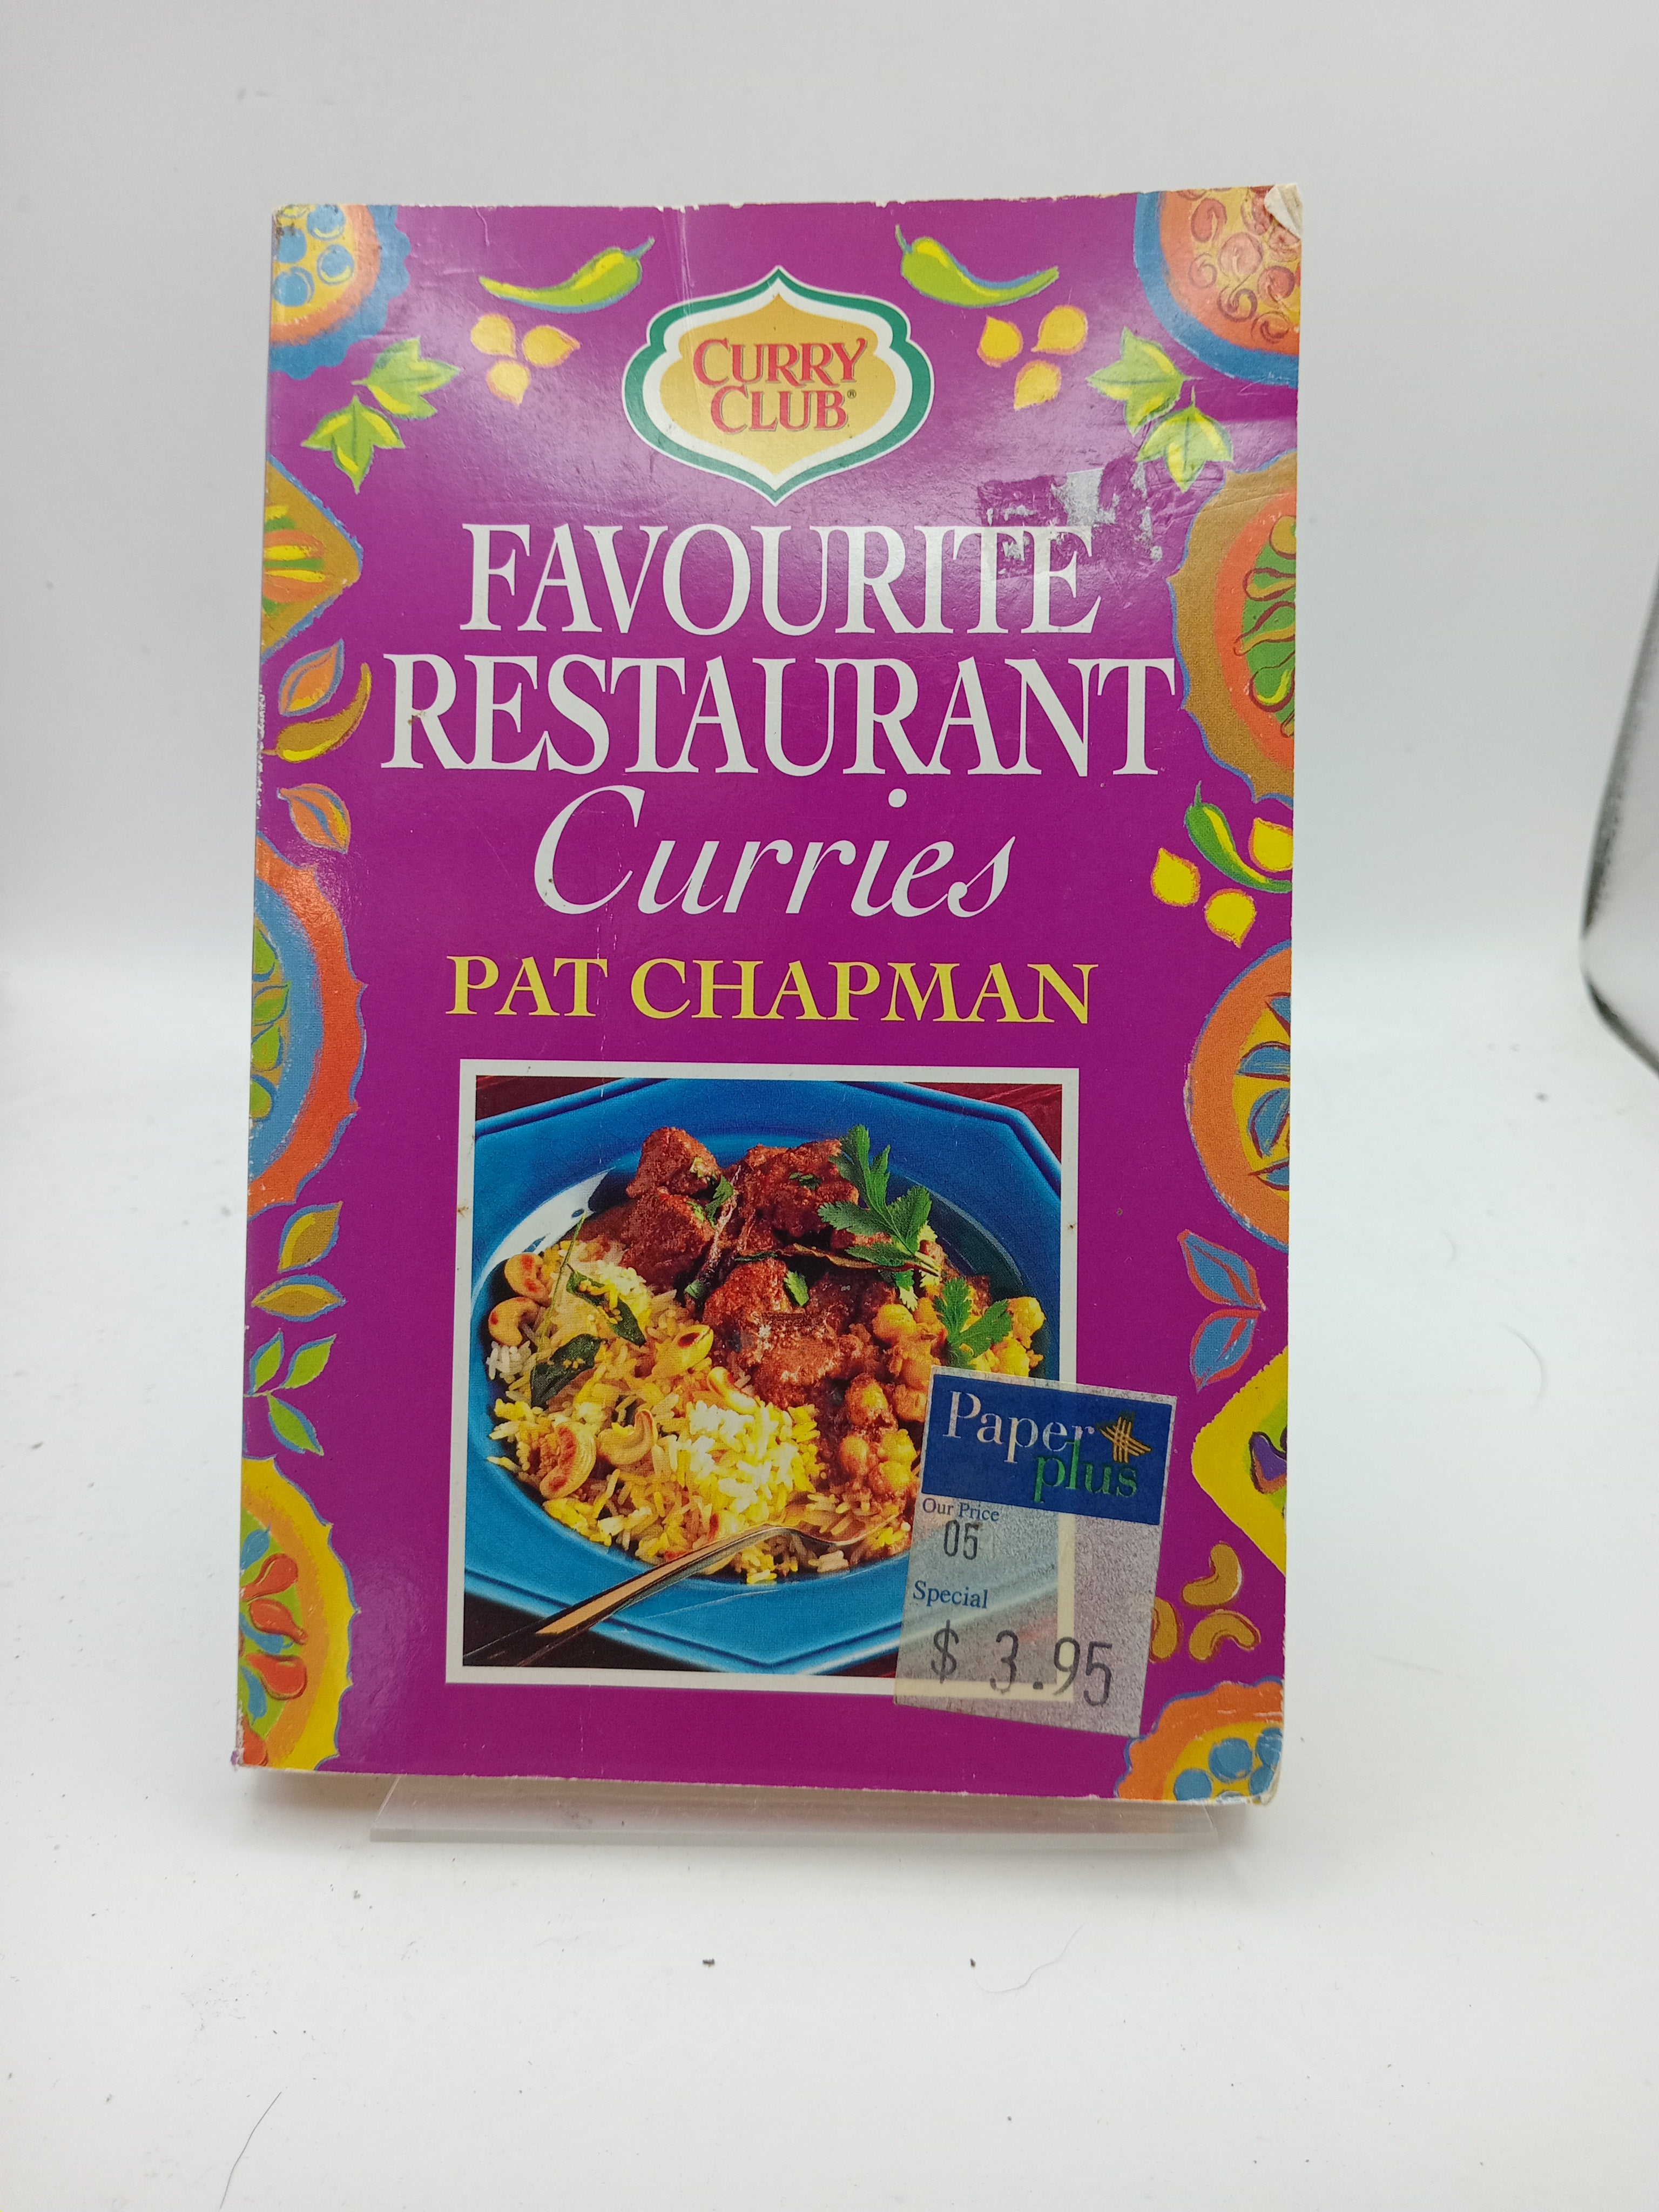 CURRY
CLUB®
FAVOURITE
RESTAURANT
Curries
PAT CHAPMAN
Paper
plus
Our Price
05
Special
$ 3.95